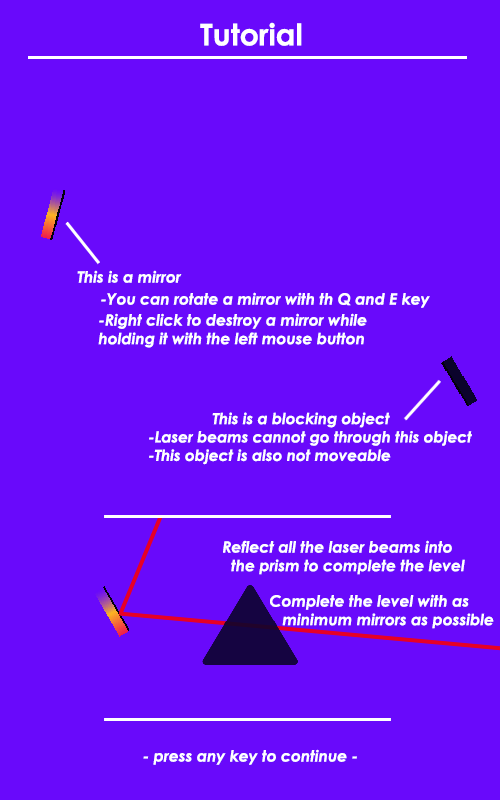 Tutorial
This is a mirror
-You can rotate a mirror with th Q and E key
-Right click to destroy a mirror while
holding it with the left mouse button
This is a blocking object
-Laser beams cannot go through this object
-This object is also not moveable
Reflect all the laser beams into
the prism to complete the level
Complete the level with as
minimum mirrors as possible
- press any key to continue -